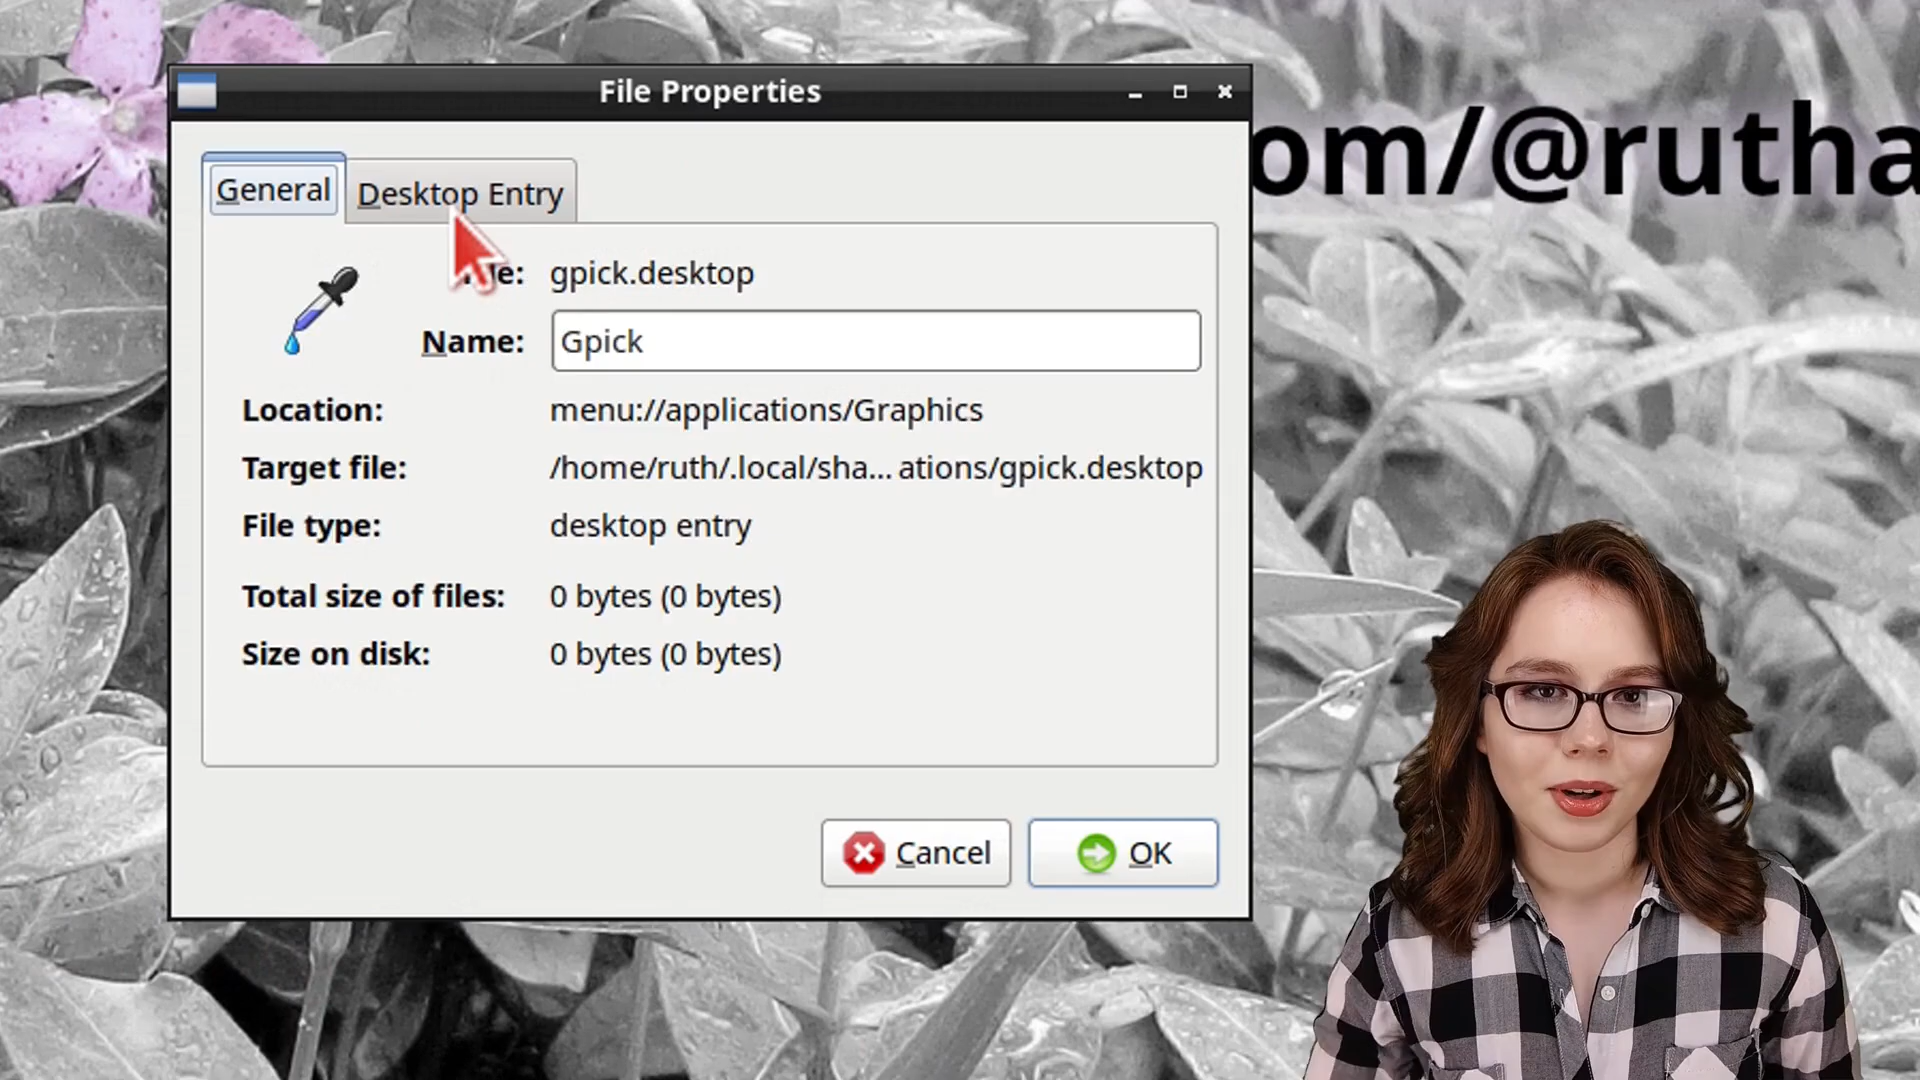 File Properties
om/@rutha
General
Desktop Entry
gpick.desktop
Name:
Gpick
Location:
menu://applications/Graphics
Target file:
/home/ruth/.local/sha... ations/gpick.desktop
File type:
desktop entry
Total size of files:
0 bytes (0 bytes)
Size on disk:
0 bytes (0 bytes)
Cancel
OK